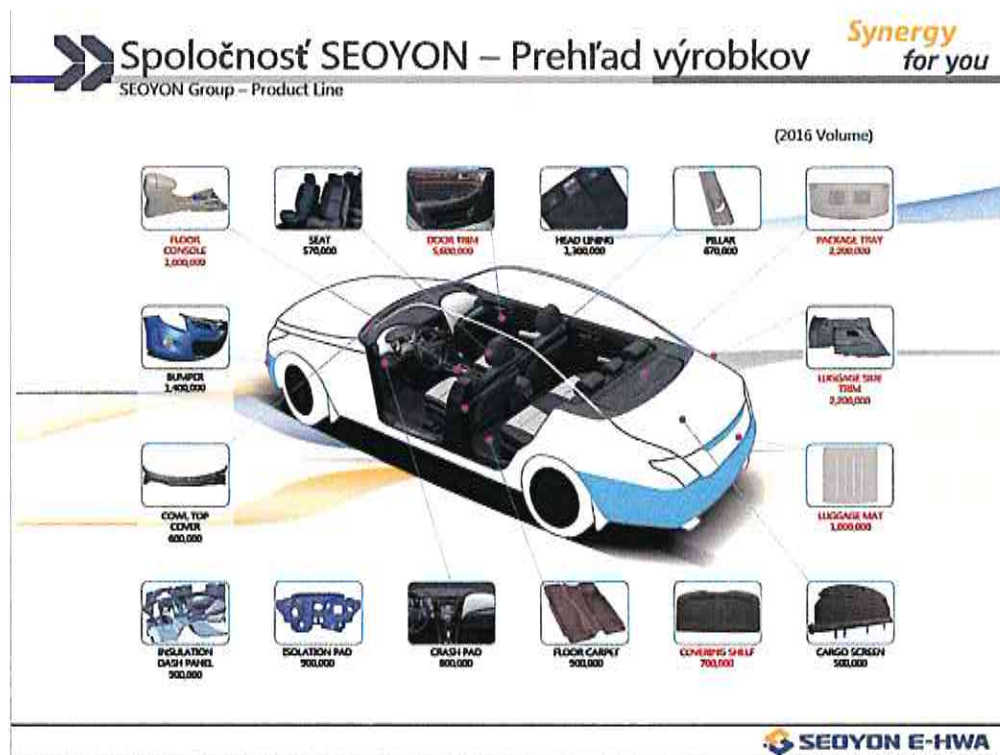 Spoločnosť SEOYON – Prehľad výrobkov
Synergy
for you
SEOYON Group – Product Line
(2016 Volume)
FLOOR
CONSOLE
1,000,000
SEAT
570,000
DOOR TRIM
5,600,000
HEAD LINING
1,300,000
PILLAR
670,000
PACKAGE TRAY
2,200,000
BUMPER
1,400,000
LUGGAGE SIDE
TRIM
2,200,000
COWL TOP
COVER
600,000
LUGGAGE MAT
1,000,000
INSULATION
DASH PANEL
900,000
ISOLATION PAD
900,000
CRASH PAD
800,000
FLOOR CARPET
900,000
COVERING SHELF
700,000
CARGO SCREEN
500,000
SEOYON E-HWA